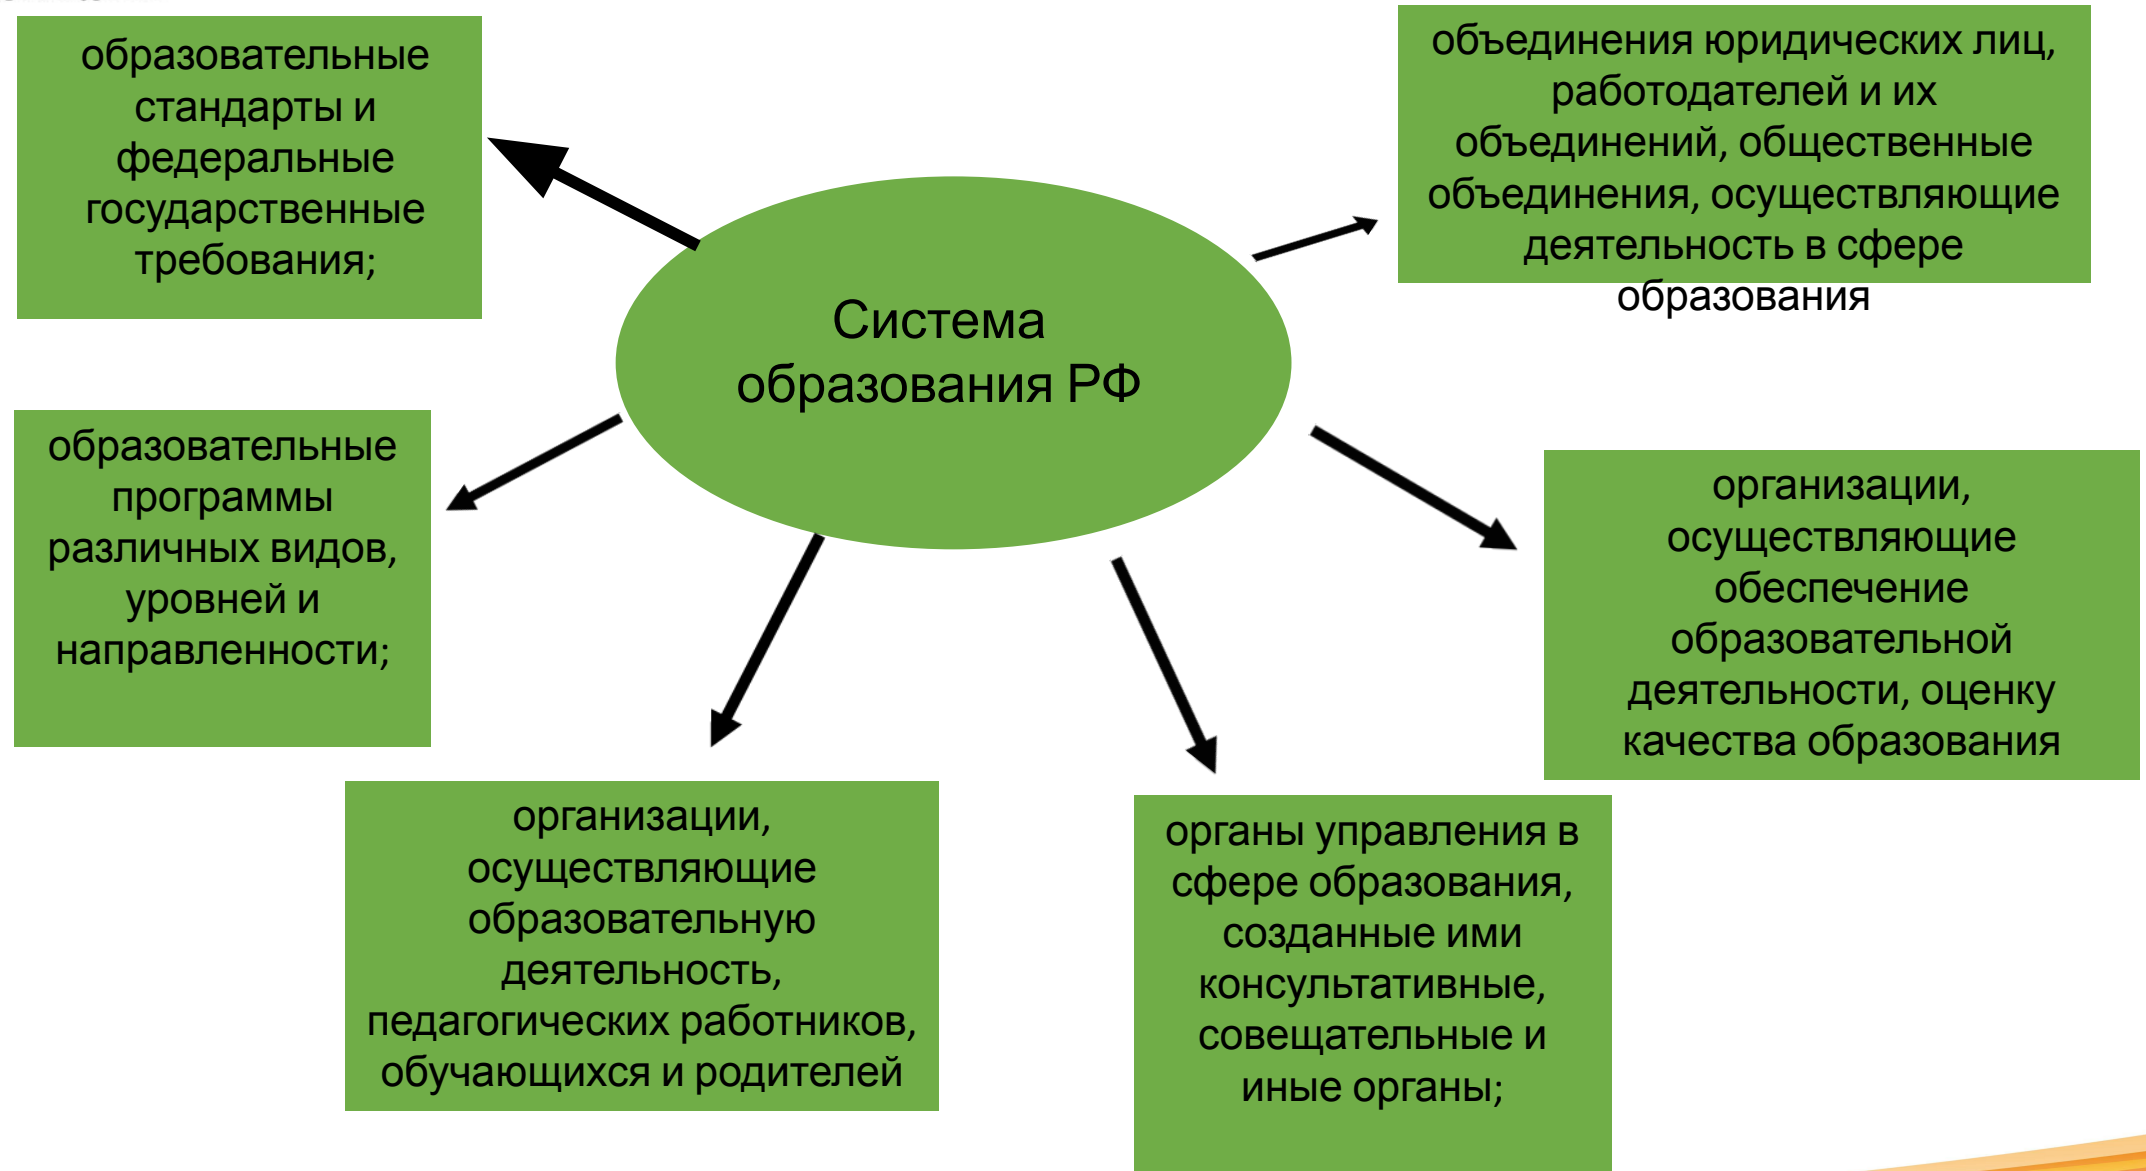 образовательные
стандарты и
федеральные
государственные
требования;
объединения юридических лиц,
работодателей и их
объединений, общественные
объединения, осуществляющие
деятельность в сфере
образования
Система
образования РФ
образовательные
программы
различных видов,
уровней и
направленности;
организации,
осуществляющие
обеспечение
образовательной
деятельности, оценку
качества образования
организации,
осуществляющие
образовательную
деятельность,
педагогических работников,
обучающихся и родителей
органы управления в
сфере образования,
созданные ими
консультативные,
совещательные и
иные органы;